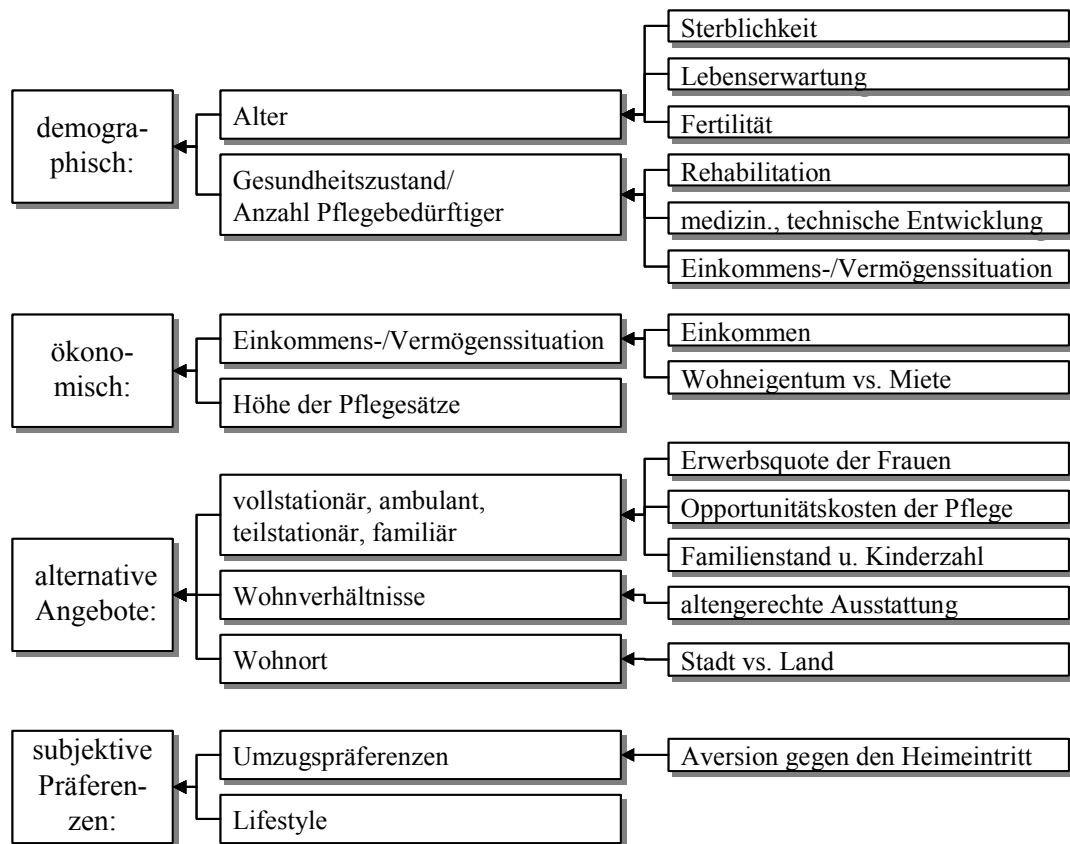 demogra-
phisch:
Alter
Sterblichkeit
Lebenserwartung
Fertilität
Gesundheitszustand/
Anzahl Pflegebedürftiger
Rehabilitation
medizin., technische Entwicklung
Einkommens-/Vermögenssituation
ökono-
misch:
Einkommens-/Vermögenssituation
Einkommen
Wohneigentum vs. Miete
Höhe der Pflegesätze
alternative
Angebote:
vollstationär, ambulant,
teilstationär, familiär
Erwerbsquote der Frauen
Opportunitätskosten der Pflege
Familienstand u. Kinderzahl
Wohnverhältnisse
altengerechte Ausstattung
Wohnort
Stadt vs. Land
subjektive
Präferen-
zen:
Umzugspräferenzen
Aversion gegen den Heimeintritt
Lifestyle